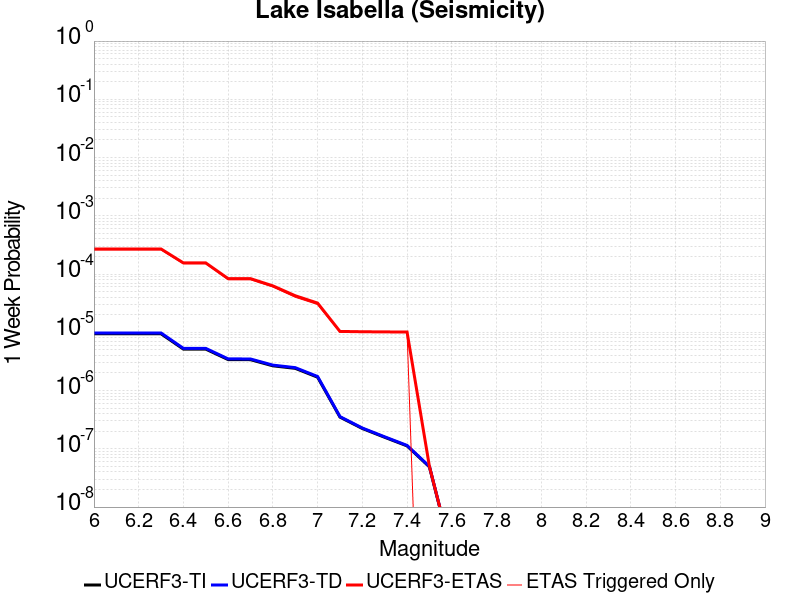 Lake Isabella (Seismicity)
10^0
10^-1
10^-2
10^-3
10^-4
10^-5
10^-6
10^-7
10^-8
1 Week Probability
6 6.2 6.4 6.6 6.8 7 7.2 7.4 7.6 7.8 8 8.2 8.4 8.6 8.8 9
Magnitude
UCERF3-TI UCERF3-TD UCERF3-ETAS ETAS Triggered Only